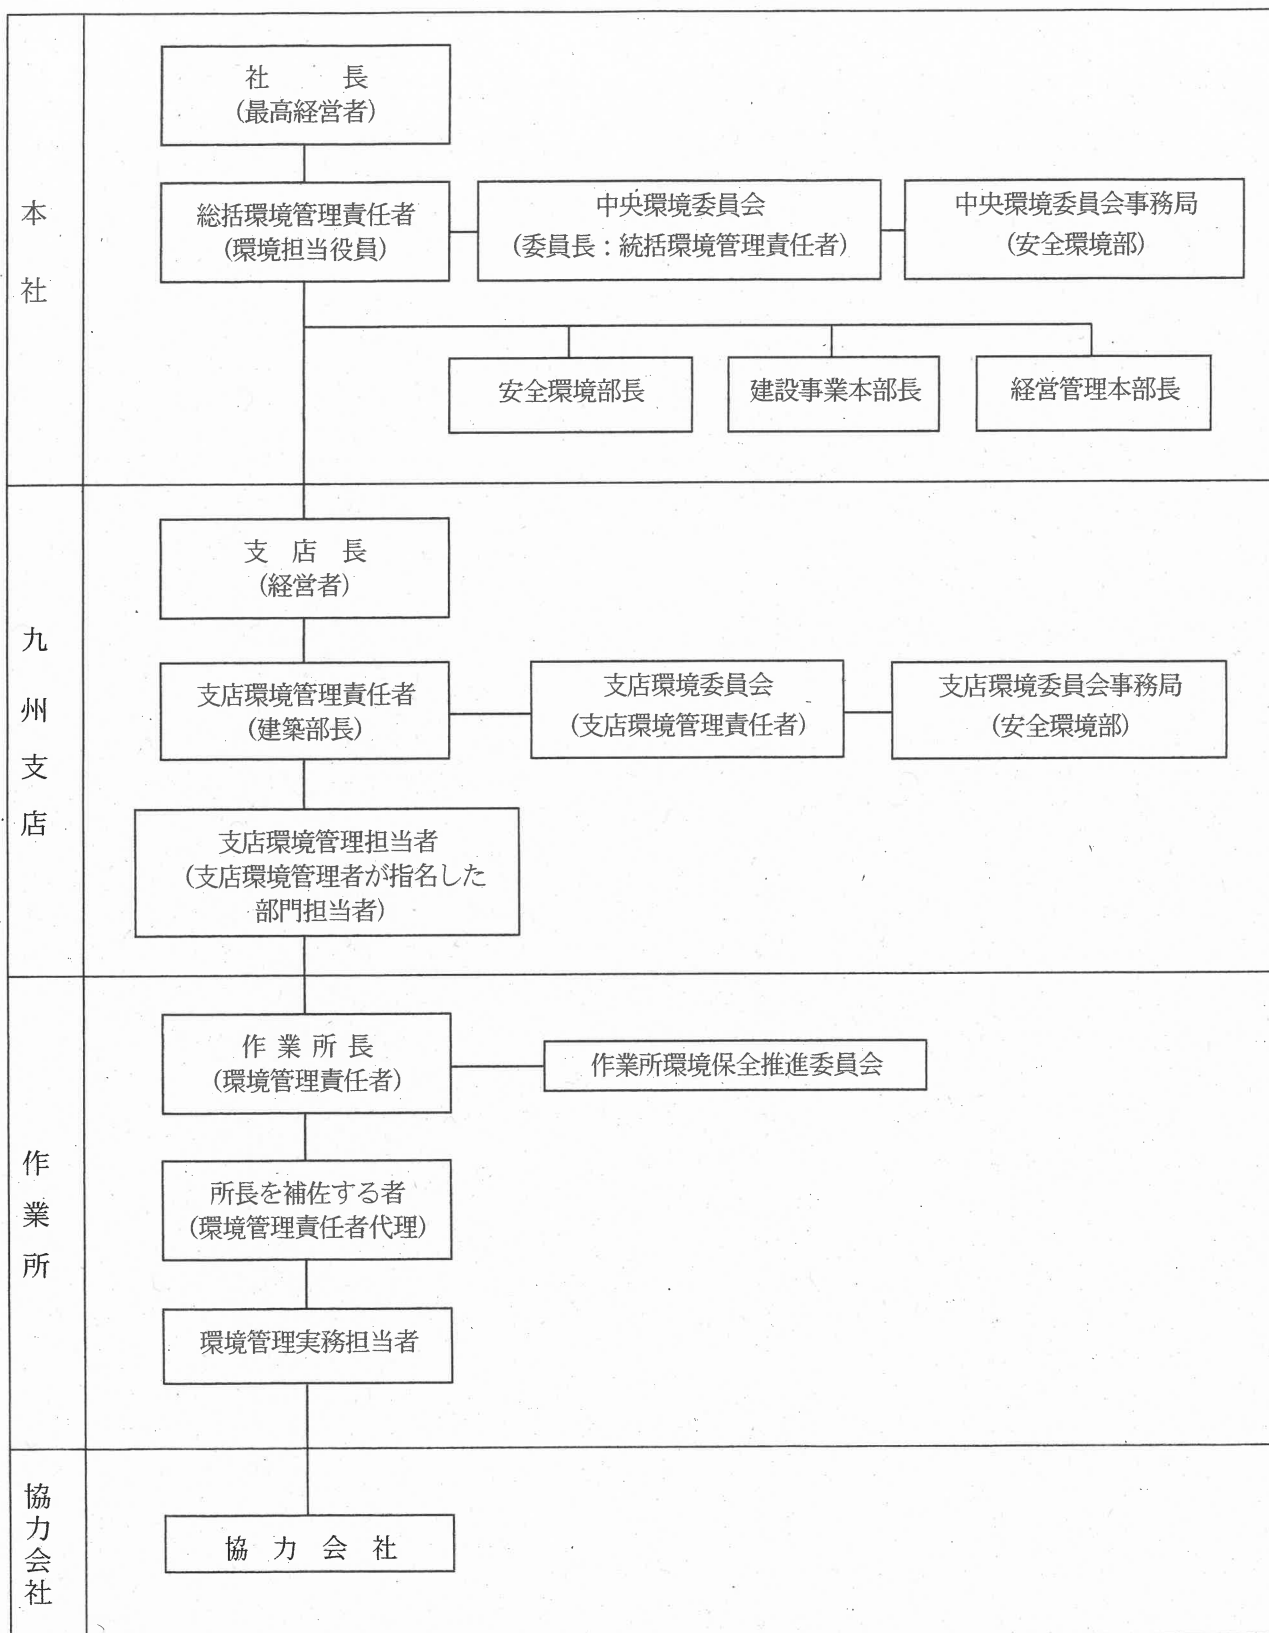 本社
社長
(最高経営者)
総括環境管理責任者
(環境担当役員)
中央環境委員会
(委員長：統括環境管理責任者)
中央環境委員会事務局
(安全環境部)
安全環境部長
建設事業本部長
経営管理本部長
九州支店
支店長
(経営者)
支店環境管理責任者
(建築部長)
支店環境委員会
(支店環境管理責任者)
支店環境委員会事務局
(安全環境部)
支店環境管理担当者
(支店環境管理者が指名した
部門担当者)
作業所
作業所長
(環境管理責任者)
作業所環境保全推進委員会
所長を補佐する者
(環境管理責任者代理)
環境管理実務担当者
協力会社
協力会社